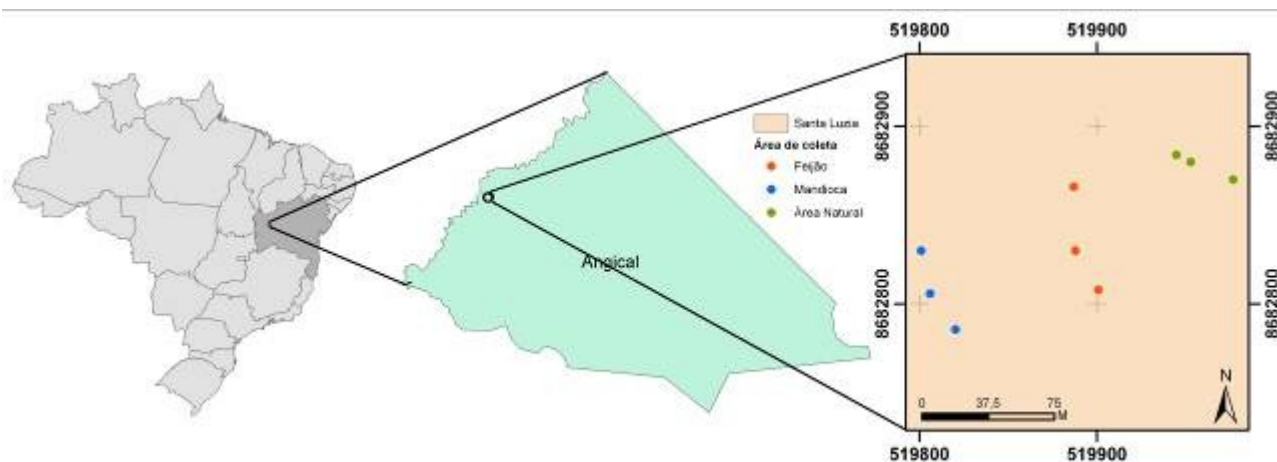 519800 519900
8682900
8682900
Santa Luzia
Área de coleta
Feijão
Mandioca
Área Natural
Angical
8682800
8682800
N
0 37,5 75
M
519800 519900